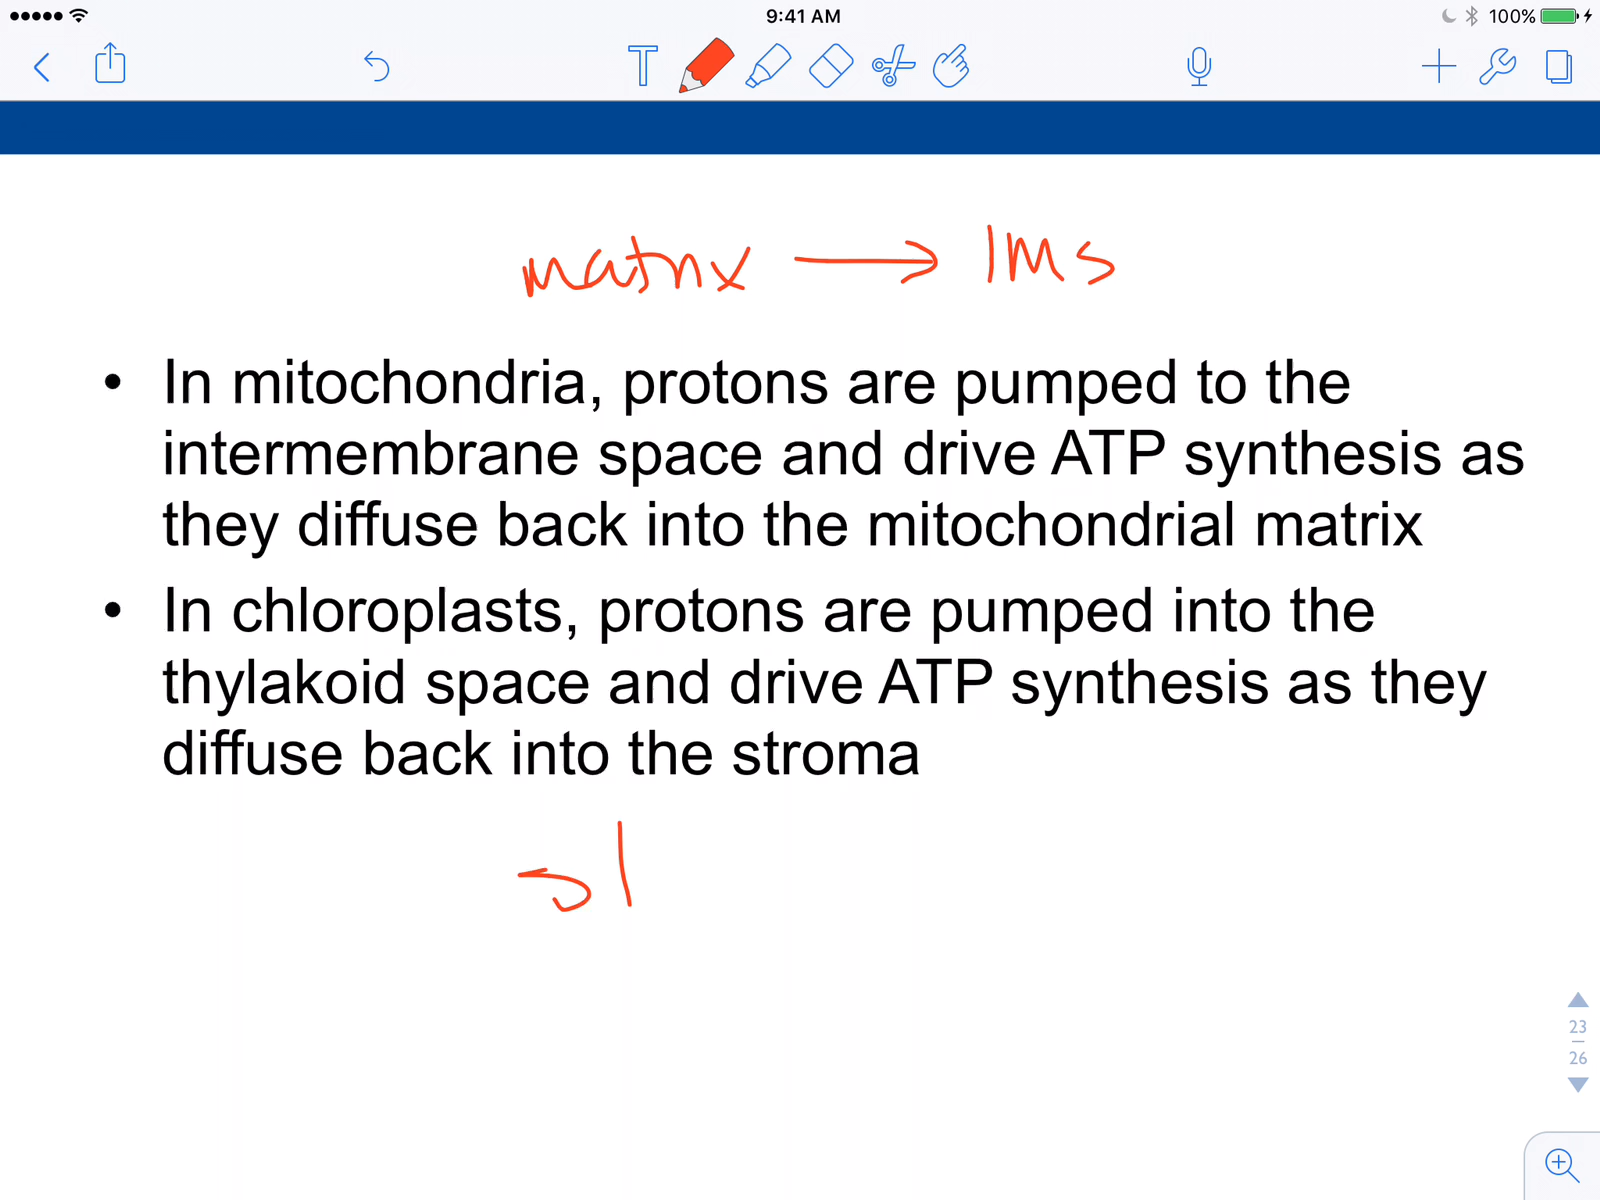 9:41 AM
100%
T
matrix → IMS
• In mitochondria, protons are pumped to the
intermembrane space and drive ATP synthesis as
they diffuse back into the mitochondrial matrix
• In chloroplasts, protons are pumped into the
thylakoid space and drive ATP synthesis as they
diffuse back into the stroma
23
26